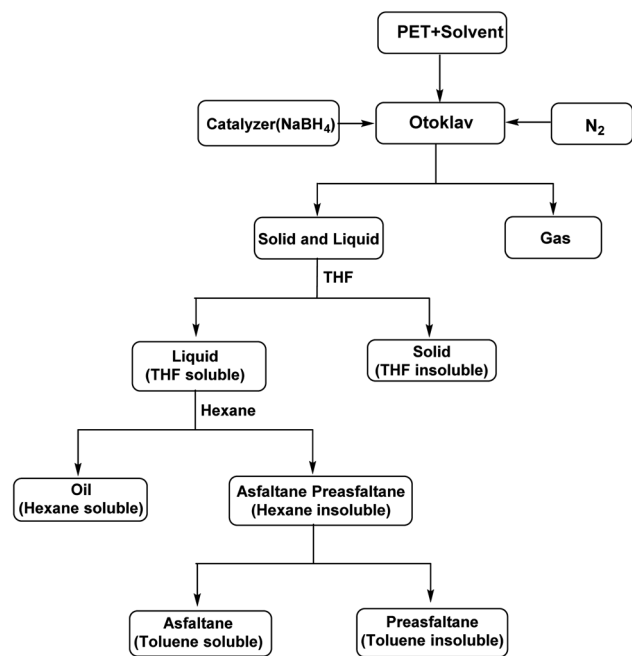 PET+Solvent
Catalyzer(NaBH₄)
Otoklav
N₂
Solid and Liquid
Gas
THF
Liquid
(THF soluble)
Solid
(THF insoluble)
Hexane
Oil
(Hexane soluble)
Asfaltane Preasfaltane
(Hexane insoluble)
Asfaltane
(Toluene soluble)
Preasfaltane
(Toluene insoluble)